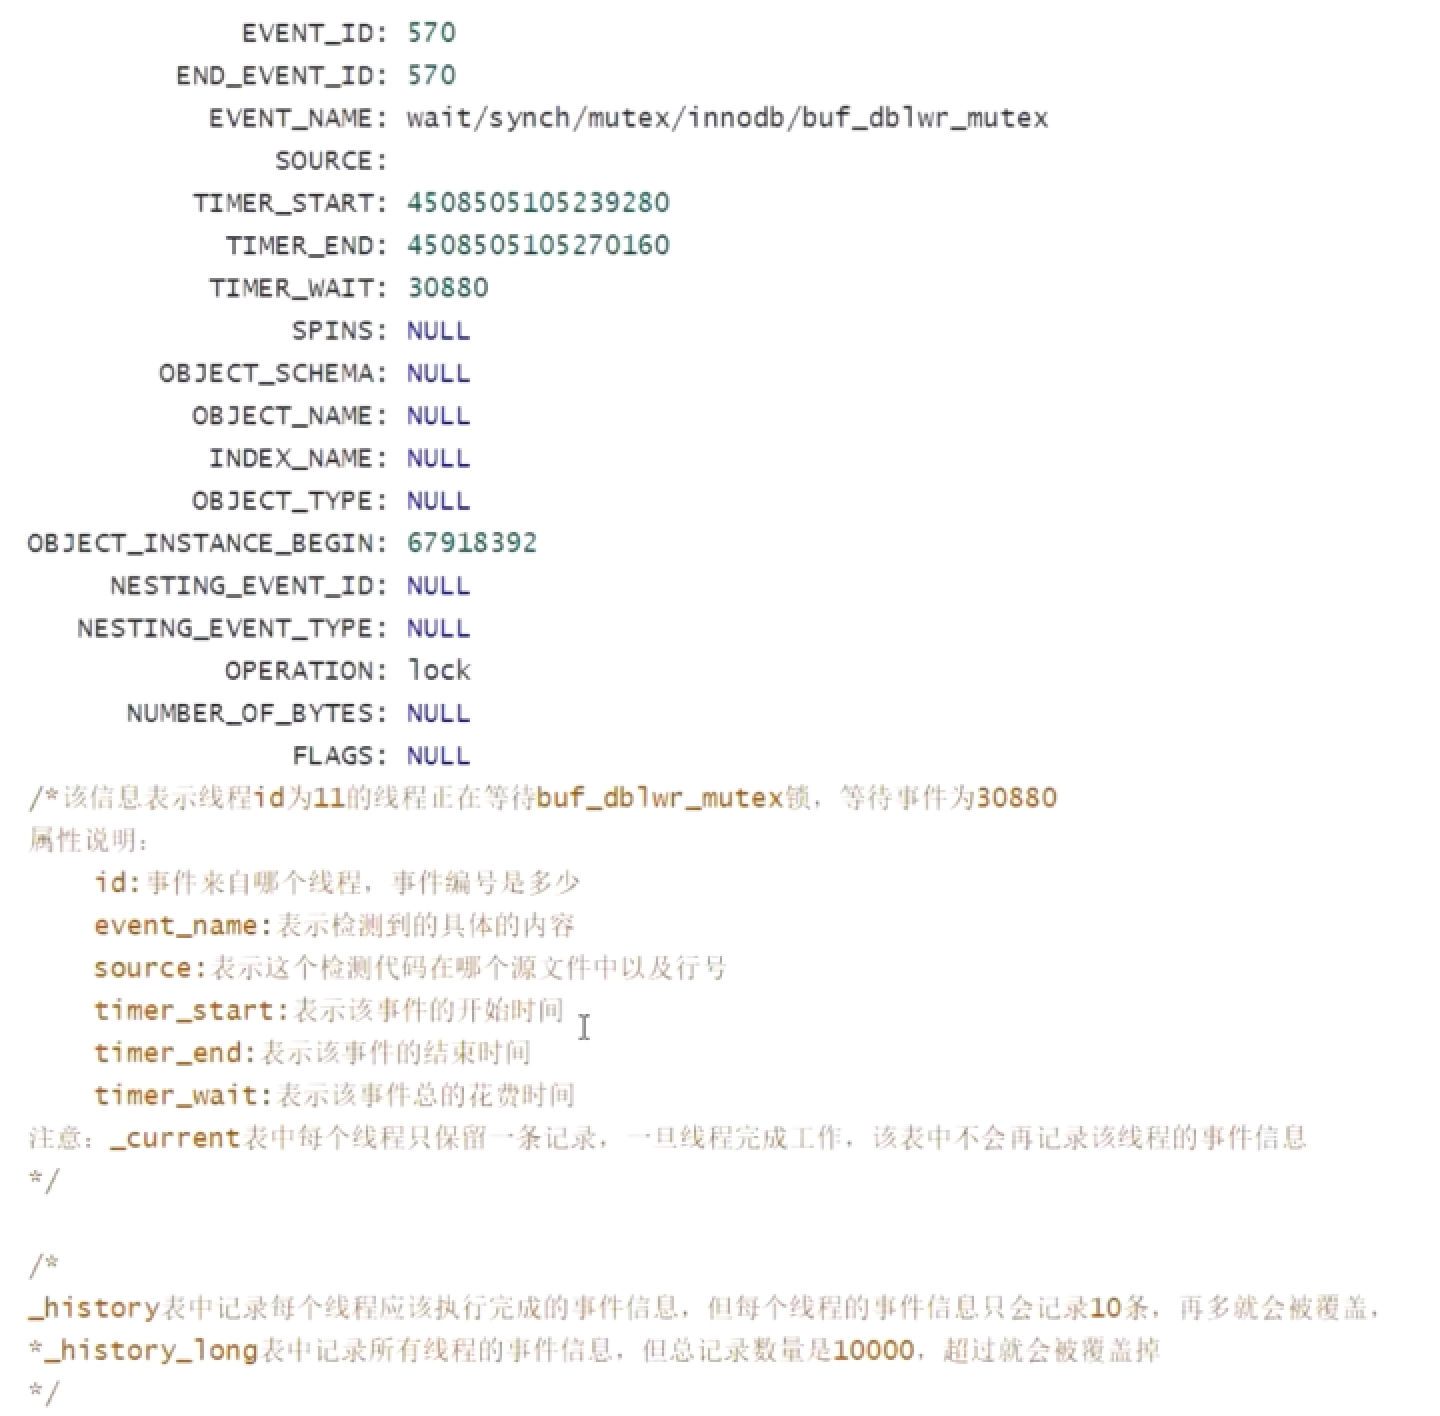 EVENT_ID: 570
END_EVENT_ID: 570
EVENT_NAME: wait/synch/mutex/innodb/buf_dblwr_mutex
SOURCE:
TIMER_START: 4508505105239280
TIMER_END: 4508505105270160
TIMER_WAIT: 30880
SPINS: NULL
OBJECT_SCHEMA: NULL
OBJECT_NAME: NULL
INDEX_NAME: NULL
OBJECT_TYPE: NULL
OBJECT_INSTANCE_BEGIN: 67918392
NESTING_EVENT_ID: NULL
NESTING_EVENT_TYPE: NULL
OPERATION: lock
NUMBER_OF_BYTES: NULL
FLAGS: NULL
/*该信息表示线程id为11的线程正在等待buf_dblwr_mutex锁，等待事件为30880
属性说明：
id:事件来自哪个线程，事件编号是多少
event_name:表示检测到的具体的内容
source:表示这个检测代码在哪个源文件中以及行号
timer_start:表示该事件的开始时间
timer_end:表示该事件的结束时间
timer_wait:表示该事件总的花费时间
注意：_current表中每个线程只保留一条记录，一旦线程完成工作，该表中不会再记录该线程的事件信息
*/
/*
_history表中记录每个线程应该执行完成的事件信息，但每个线程的事件信息只会记录10条，再多就会被覆盖，
*_history_long表中记录所有线程的事件信息，但总记录数量是10000，超过就会被覆盖掉
*/